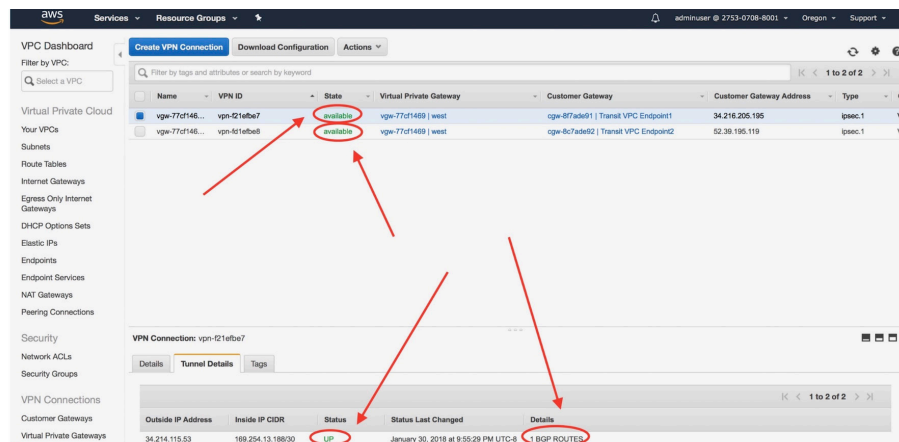 aws Services Resource Groups adminuser @ 2753-0708-8001 Oregon Support
VPC Dashboard
Filter by VPC:
Select a VPC
Virtual Private Cloud
Your VPCs
Subnets
Route Tables
Internet Gateways
Egress Only Internet
Gateways
DHCP Options Sets
Elastic IPs
Endpoints
Endpoint Services
NAT Gateways
Peering Connections
Security
Network ACLs
Security Groups
VPN Connections
Customer Gateways
Virtual Private Gateways
Create VPN Connection Download Configuration Actions
Filter by tags and attributes or search by keyword 1 to 2 of 2
Name VPN ID State Virtual Private Gateway Customer Gateway Customer Gateway Address Type
vgw-77cf146... vpn-f21efbe7 available vgw-77cf1469 | west cgw-8f7ade91 | Transit VPC Endpoint1 34.216.205.195 ipsec.1
vgw-77cf146... vpn-fd1efbe8 available vgw-77cf1469 | west cgw-8c7ade92 | Transit VPC Endpoint2 52.39.195.119 ipsec.1
VPN Connection: vpn-f21efbe7
Details Tunnel Details Tags
1 to 2 of 2
Outside IP Address Inside IP CIDR Status Status Last Changed Details
34.214.115.53 169.254.13.188/30 UP January 30, 2018 at 9:55:29 PM UTC-8 1 BGP ROUTES